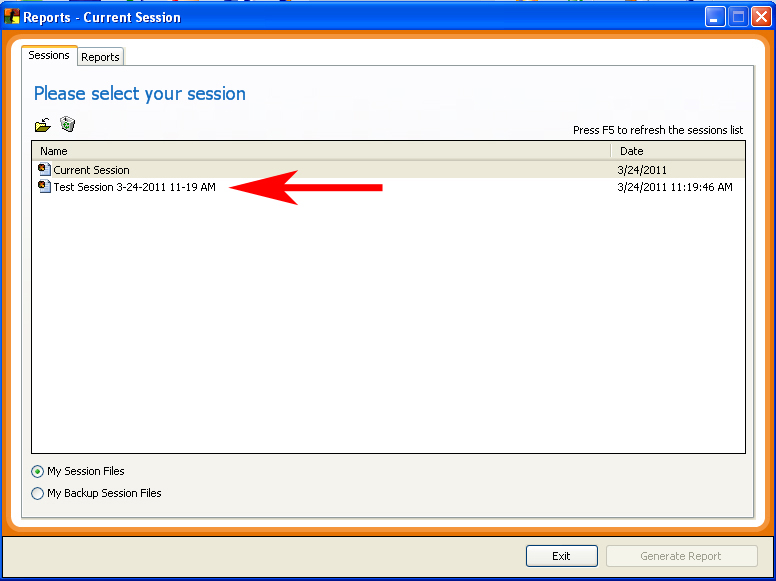 Reports - Current Session
Sessions Reports
Please select your session
Press F5 to refresh the sessions list
Name Date
Current Session 3/24/2011
Test Session 3-24-2011 11-19 AM 3/24/2011 11:19:46 AM
My Session Files
My Backup Session Files
Exit Generate Report